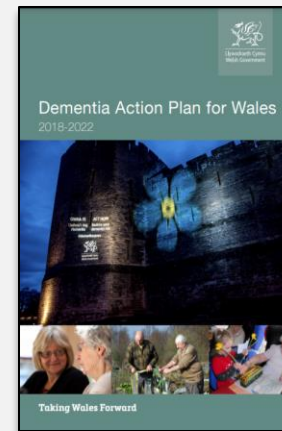 Llywodraeth Cymru
Welsh Government
Dementia Action Plan for Wales
2018-2022
Taking Wales Forward